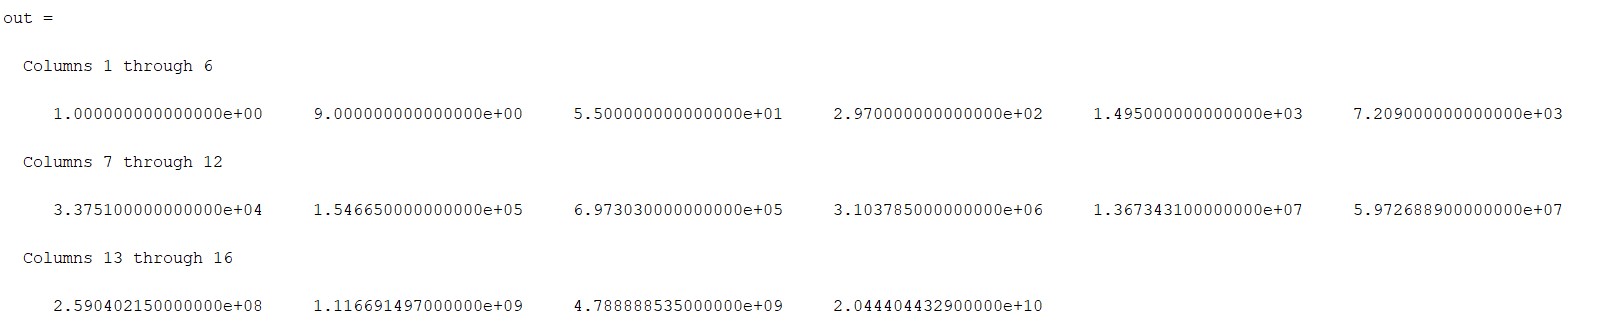 out =
Columns 1 through 6
1.000000000000000e+00 9.000000000000000e+00 5.500000000000000e+01 2.970000000000000e+02 1.495000000000000e+03 7.209000000000000e+03
Columns 7 through 12
3.375100000000000e+04 1.546650000000000e+05 6.973030000000000e+05 3.103785000000000e+06 1.367343100000000e+07 5.972688900000000e+07
Columns 13 through 16
2.590402150000000e+08 1.116691497000000e+09 4.788888535000000e+09 2.044404432900000e+10